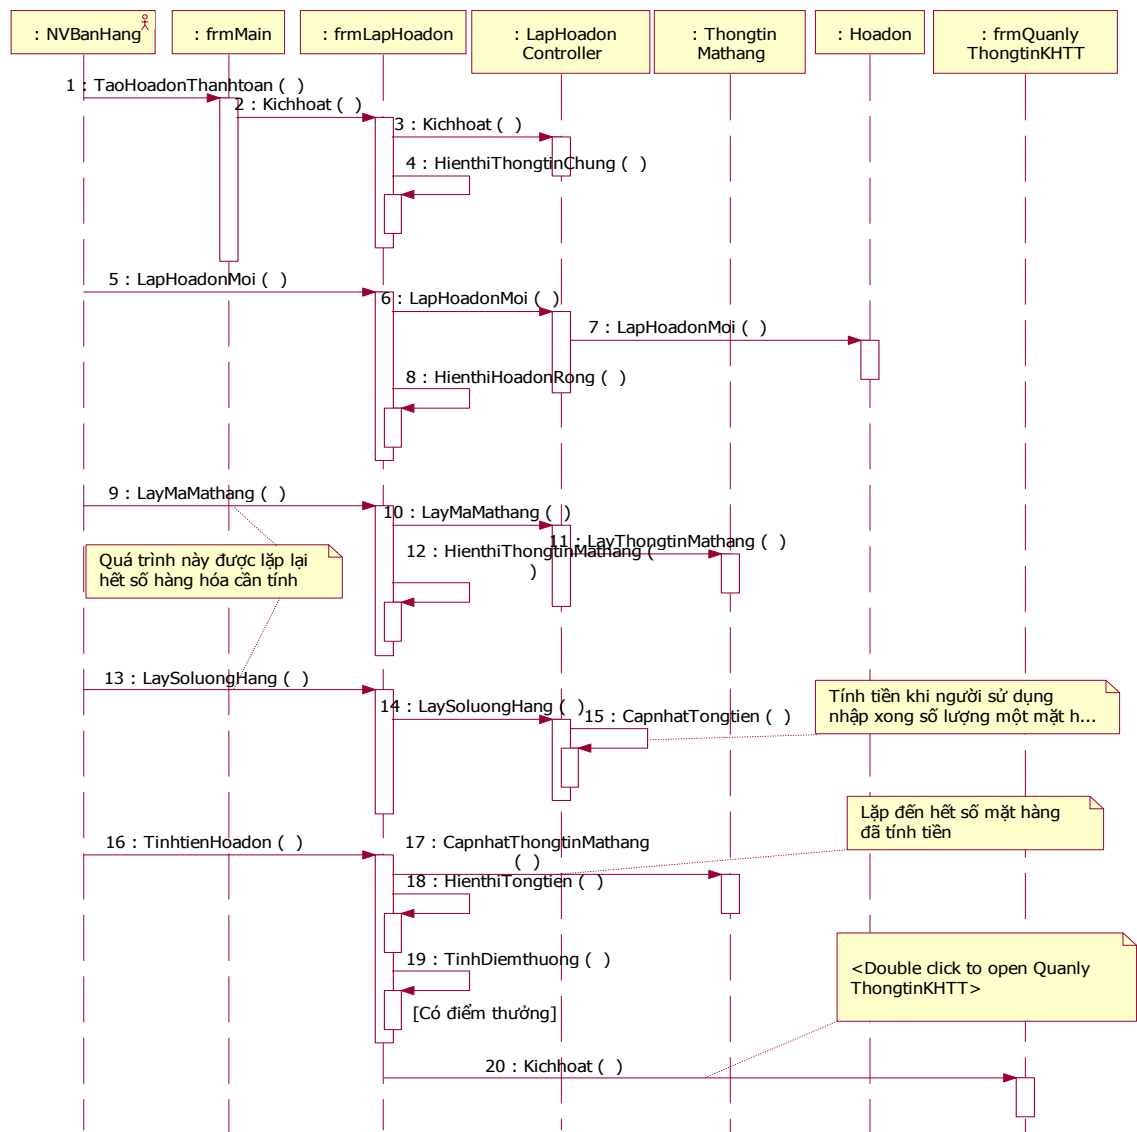 : NVBanHang
: frmMain
: frmLapHoadon
: LapHoadon
Controller
: Thongtin
Mathang
: Hoadon
: frmQuanly
ThongtinKHTT
1 : TaoHoadonThanhtoan ( )
2 : Kichhoat ( )
3 : Kichhoat ( )
4 : HienthiThongtinChung ( )
5 : LapHoadonMoi ( )
6 : LapHoadonMoi ( )
7 : LapHoadonMoi ( )
8 : HienthiHoadonRong ( )
9 : LayMaMathang ( )
10 : LayMaMathang ( )
11 : LayThongtinMathang ( )
12 : HienthiThongtinMathang (
)
Quá trình này được lặp lại
hết số hàng hóa cần tính
13 : LaySoluongHang ( )
14 : LaySoluongHang ( )
15 : CapnhatTongtien ( )
Tính tiền khi người sử dụng
nhập xong số lượng một mặt h...
Lặp đến hết số mặt hàng
đã tính tiền
16 : TinhtienHoadon ( )
17 : CapnhatThongtinMathang
( )
18 : HienthiTongtien ( )
19 : TinhDiemthuong ( )
[Có điểm thưởng]
<Double click to open Quanly
ThongtinKHTT>
20 : Kichhoat ( )